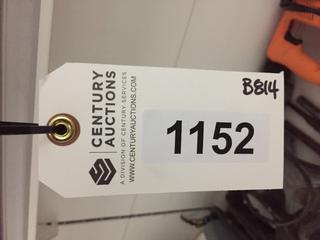 CENTURY
AUCTIONS
A DIVISION OF CENTURY SERVICES
WWW.CENTURYAUCTIONS.COM
1152
B814